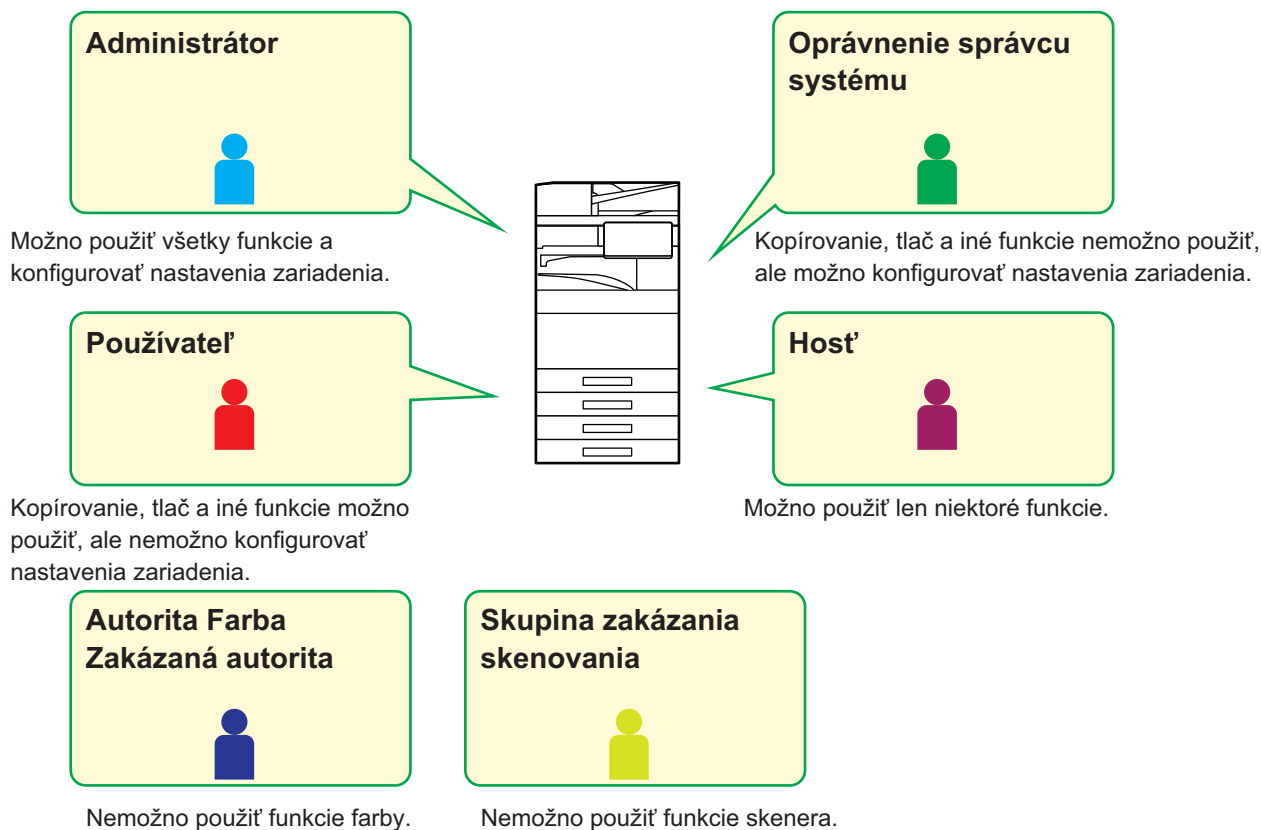 Administrátor
Oprávnenie správcu
systému
Možno použiť všetky funkcie a
konfigurovať nastavenia zariadenia.
Kopírovanie, tlač a iné funkcie nemožno použiť,
ale možno konfigurovať nastavenia zariadenia.
Používateľ
Hosť
Kopírovanie, tlač a iné funkcie možno
použiť, ale nemožno konfigurovať
nastavenia zariadenia.
Možno použiť len niektoré funkcie.
Autorita Farba
Zakázaná autorita
Skupina zakázania
skenovania
Nemožno použiť funkcie farby.
Nemožno použiť funkcie skenera.